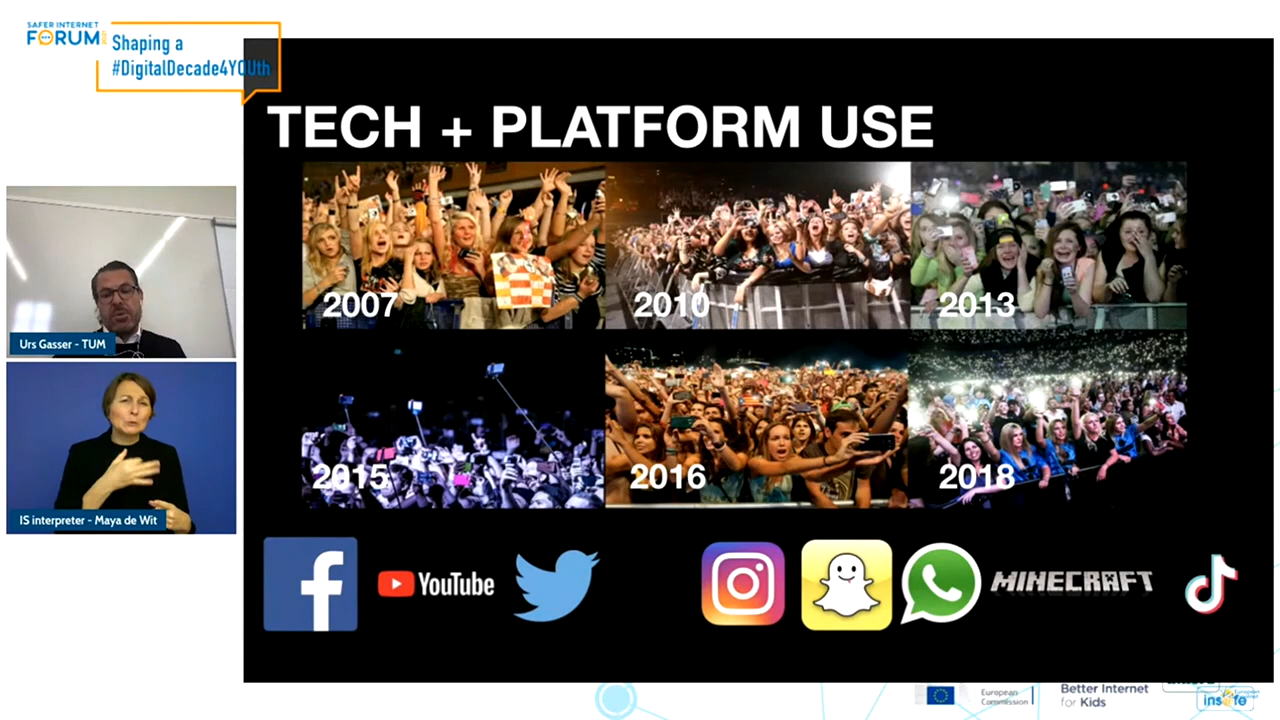 SAFER INTERNET
FORUM
Shaping a
#DigitalDecade4YOUth
TECH + PLATFORM USE
2007
2010
2013
2015
2016
2018
Urs Gasser - TUM
IS interpreter - Maya de Wit
YouTube
MINECRAFT
European
Commission
Better Internet
for Kids
insafe